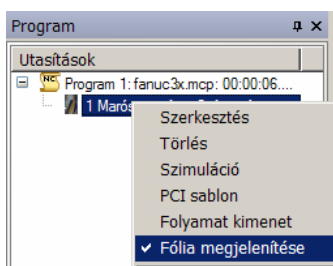 Program
Utasítások
NC Program 1: fanuc3x.mcp: 00:00:06....
1 Marós
Szerkesztés
Törlés
Szimuláció
PCI sablon
Folyamat kimenet
Fólia megjelenítése